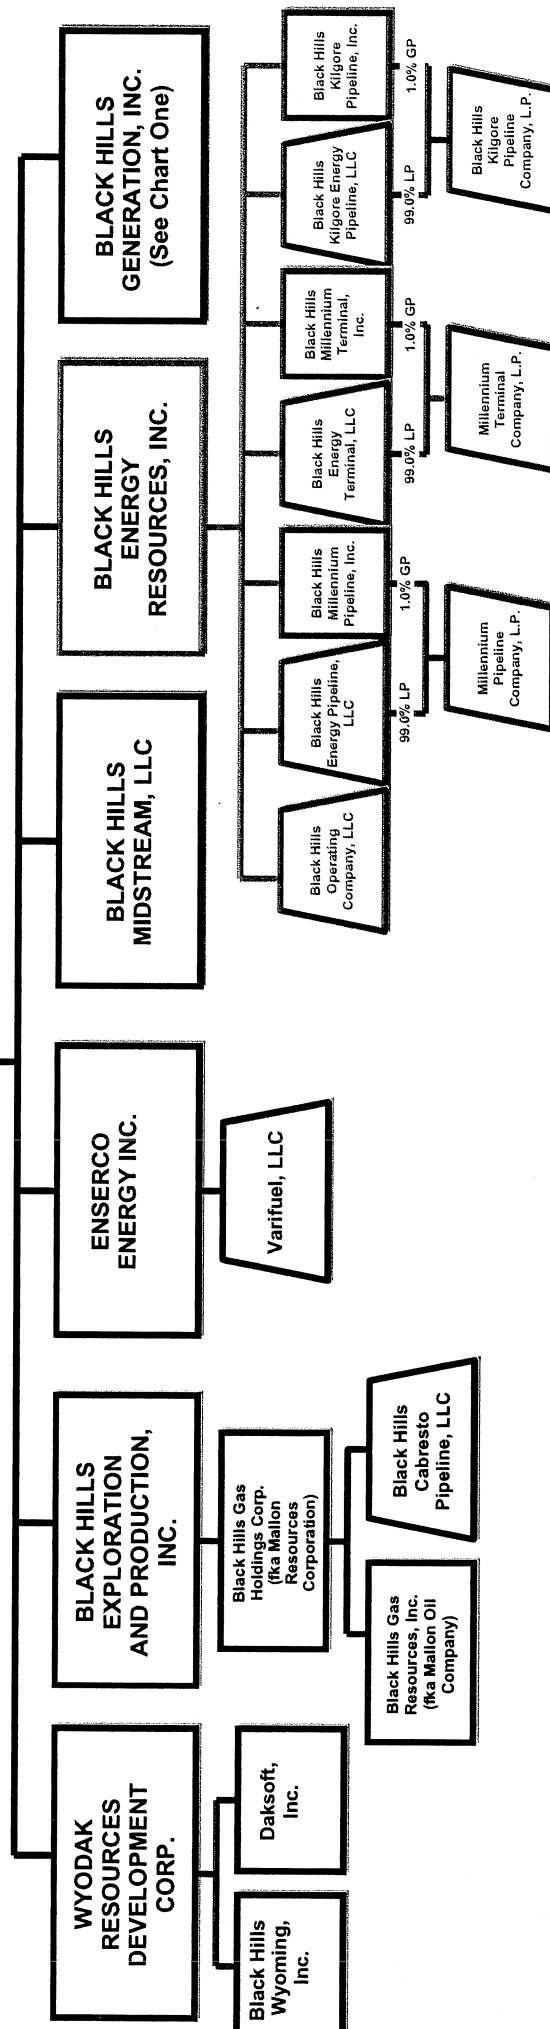 WYODAK
RESOURCES
DEVELOPMENT
CORP.
BLACK HILLS
EXPLORATION
AND PRODUCTION,
INC.
ENSERCO
ENERGY INC.
BLACK HILLS
MIDSTREAM, LLC
BLACK HILLS
ENERGY
RESOURCES, INC.
BLACK HILLS
GENERATION, INC.
(See Chart One)
Black Hills
Wyoming,
Inc.
Daksoft,
Inc.
Black Hills Gas
Holdings Corp.
(fka Mallon
Resources
Corporation)
Varifuel, LLC
Black Hills
Operating
Company, LLC
Black Hills
Energy Pipeline,
LLC
Black Hills
Millennium
Pipeline, Inc.
Black Hills
Energy
Terminal, LLC
Black Hills
Millennium
Terminal,
Inc.
Black Hills
Kilgore Energy
Pipeline, LLC
Black Hills
Kilgore
Pipeline, Inc.
99.0% LP
1.0% GP
99.0% LP
1.0% GP
99.0% LP
1.0% GP
Black Hills Gas
Resources, Inc.
(fka Mallon Oil
Company)
Black Hills
Cabresto
Pipeline, LLC
Millennium
Pipeline
Company, L.P.
Millennium
Terminal
Company, L.P.
Black Hills
Kilgore
Pipeline
Company, L.P.